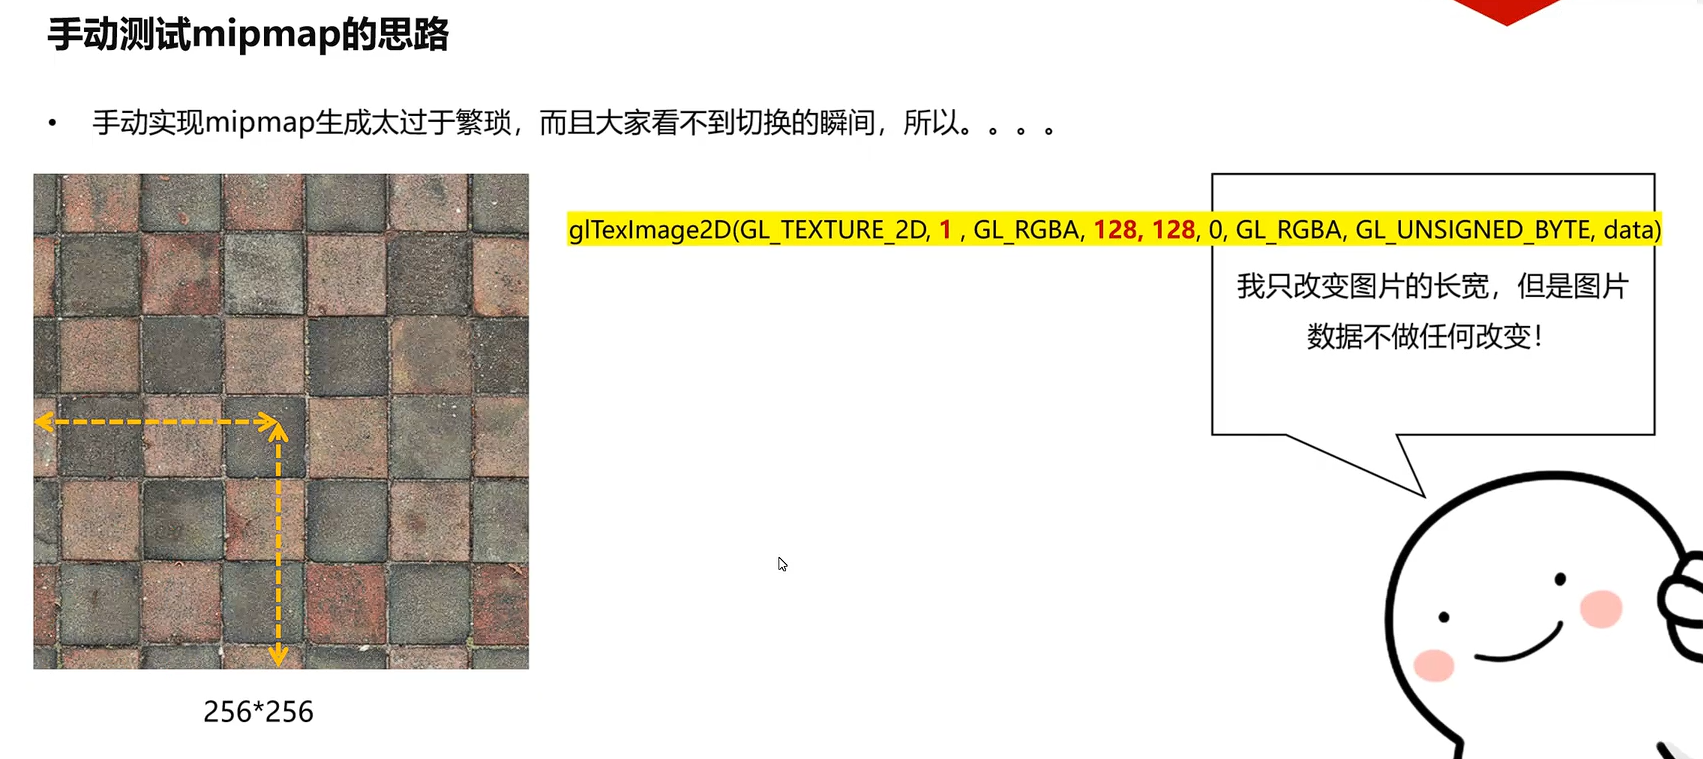 手动测试mipmap的思路
• 手动实现mipmap生成太过于繁琐，而且大家看不到切换的瞬间，所以。。。。
glTexImage2D(GL_TEXTURE_2D, 1 , GL_RGBA, 128, 128, 0, GL_RGBA, GL_UNSIGNED_BYTE, data)
我只改变图片的长宽，但是图片
数据不做任何改变！
256*256